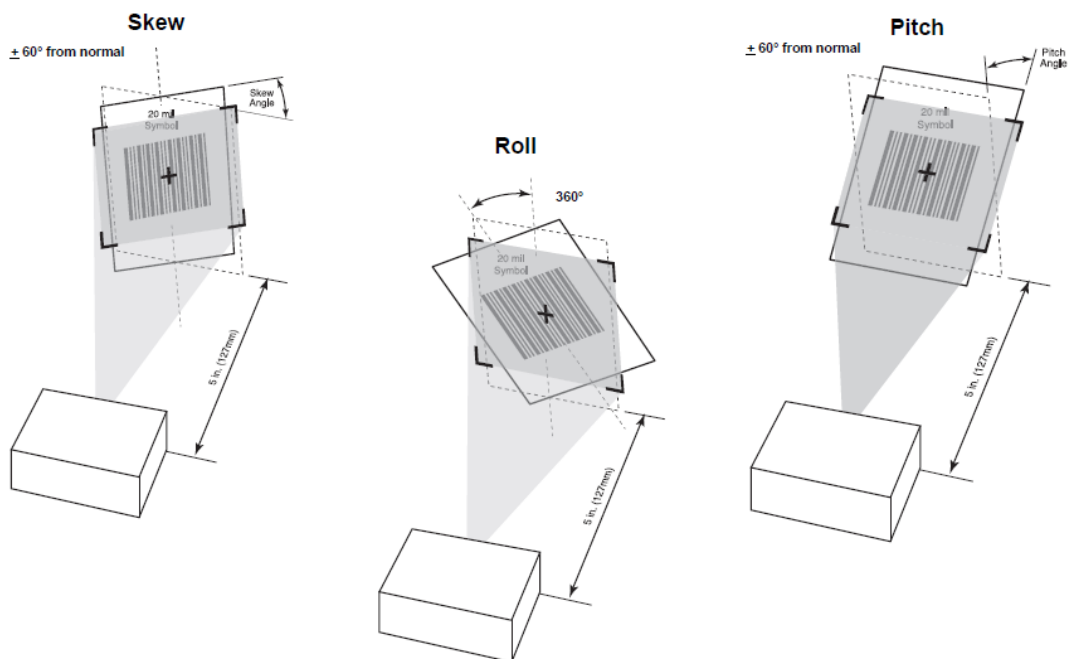 Skew
± 60° from normal
Skew
Angle
20 mil
Symbol
5 in. (127mm)
Roll
360°
20 mil
Symbol
5 in. (127mm)
Pitch
± 60° from normal
Pitch
Angle
20 mil
Symbol
5 in. (127mm)